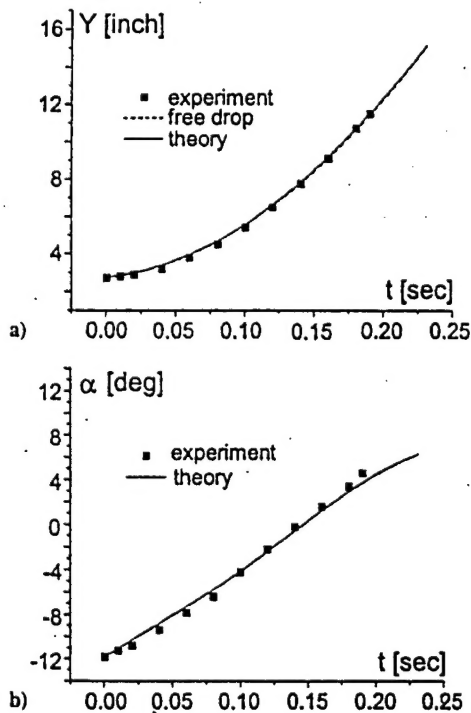 Y [inch]
16
12
8
4
experiment
free drop
theory
t [sec]
0.00 0.05 0.10 0.15 0.20 0.25
a)
α [deg]
12
8
4
0
-4
-8
-12
experiment
theory
t [sec]
0.00 0.05 0.10 0.15 0.20 0.25
b)